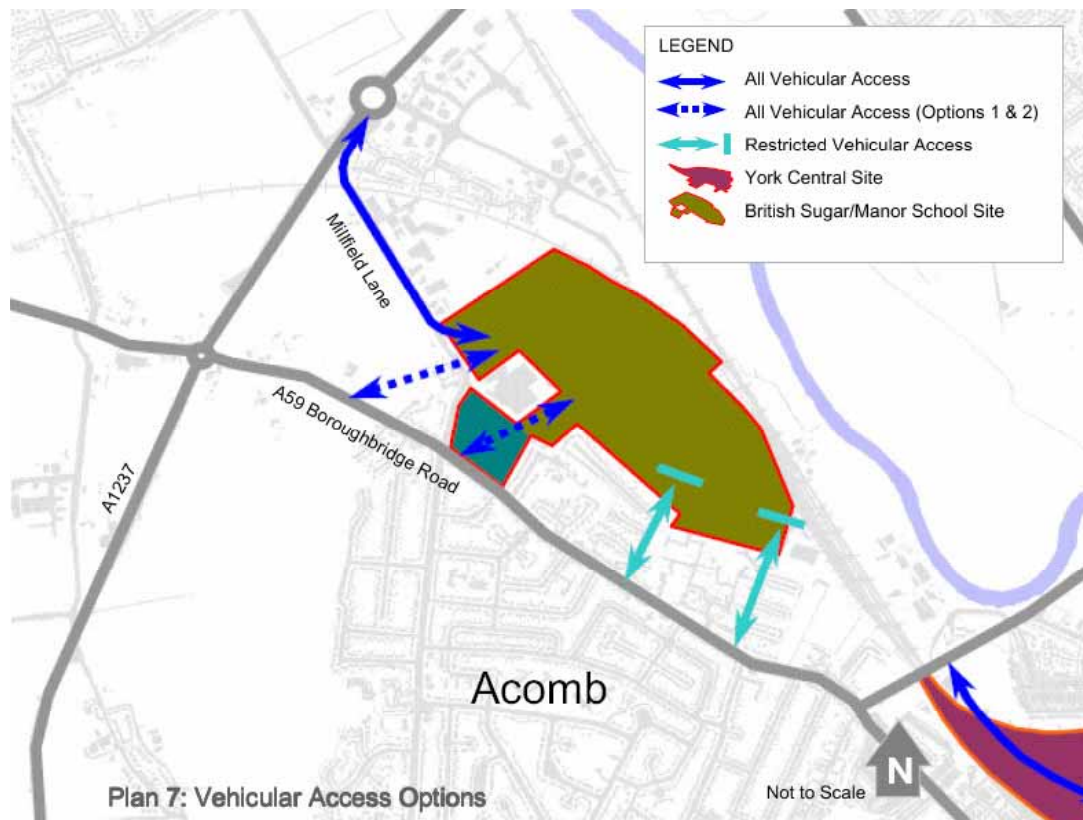 LEGEND
All Vehicular Access
All Vehicular Access (Options 1 & 2)
Restricted Vehicular Access
York Central Site
British Sugar/Manor School Site
Millfield Lane
A59 Boroughbridge Road
A1237
Acomb
N
Not to Scale
Plan 7: Vehicular Access Options